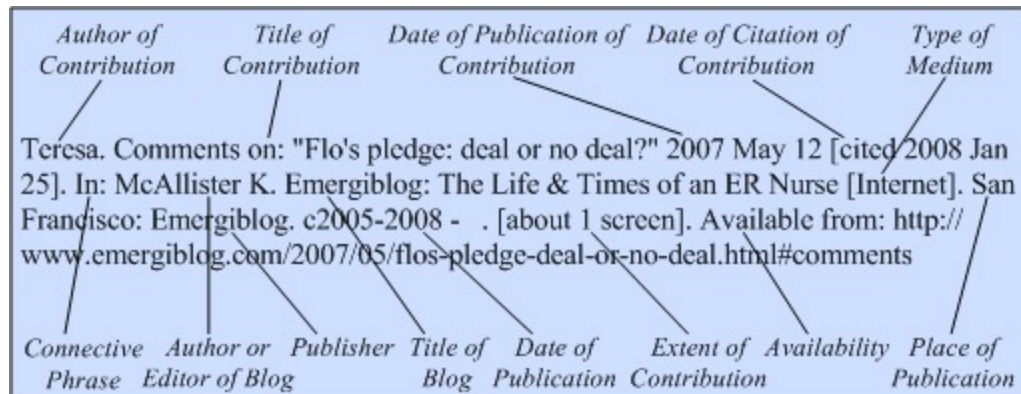 Author of Title of Date of Publication of Date of Citation of Type of
Contribution Contribution Contribution Contribution Medium
Teresa. Comments on: "Flo's pledge: deal or no deal?" 2007 May 12 [cited 2008 Jan
25]. In: McAllister K. Emergiblog: The Life & Times of an ER Nurse [Internet]. San
Francisco: Emergiblog. c2005-2008 - . [about 1 screen]. Available from: http://
www.emergiblog.com/2007/05/flos-pledge-deal-or-no-deal.html#comments
Connective Author or Publisher Title of Date of Extent of Availability Place of
Phrase Editor of Blog Blog Publication Contribution Publication